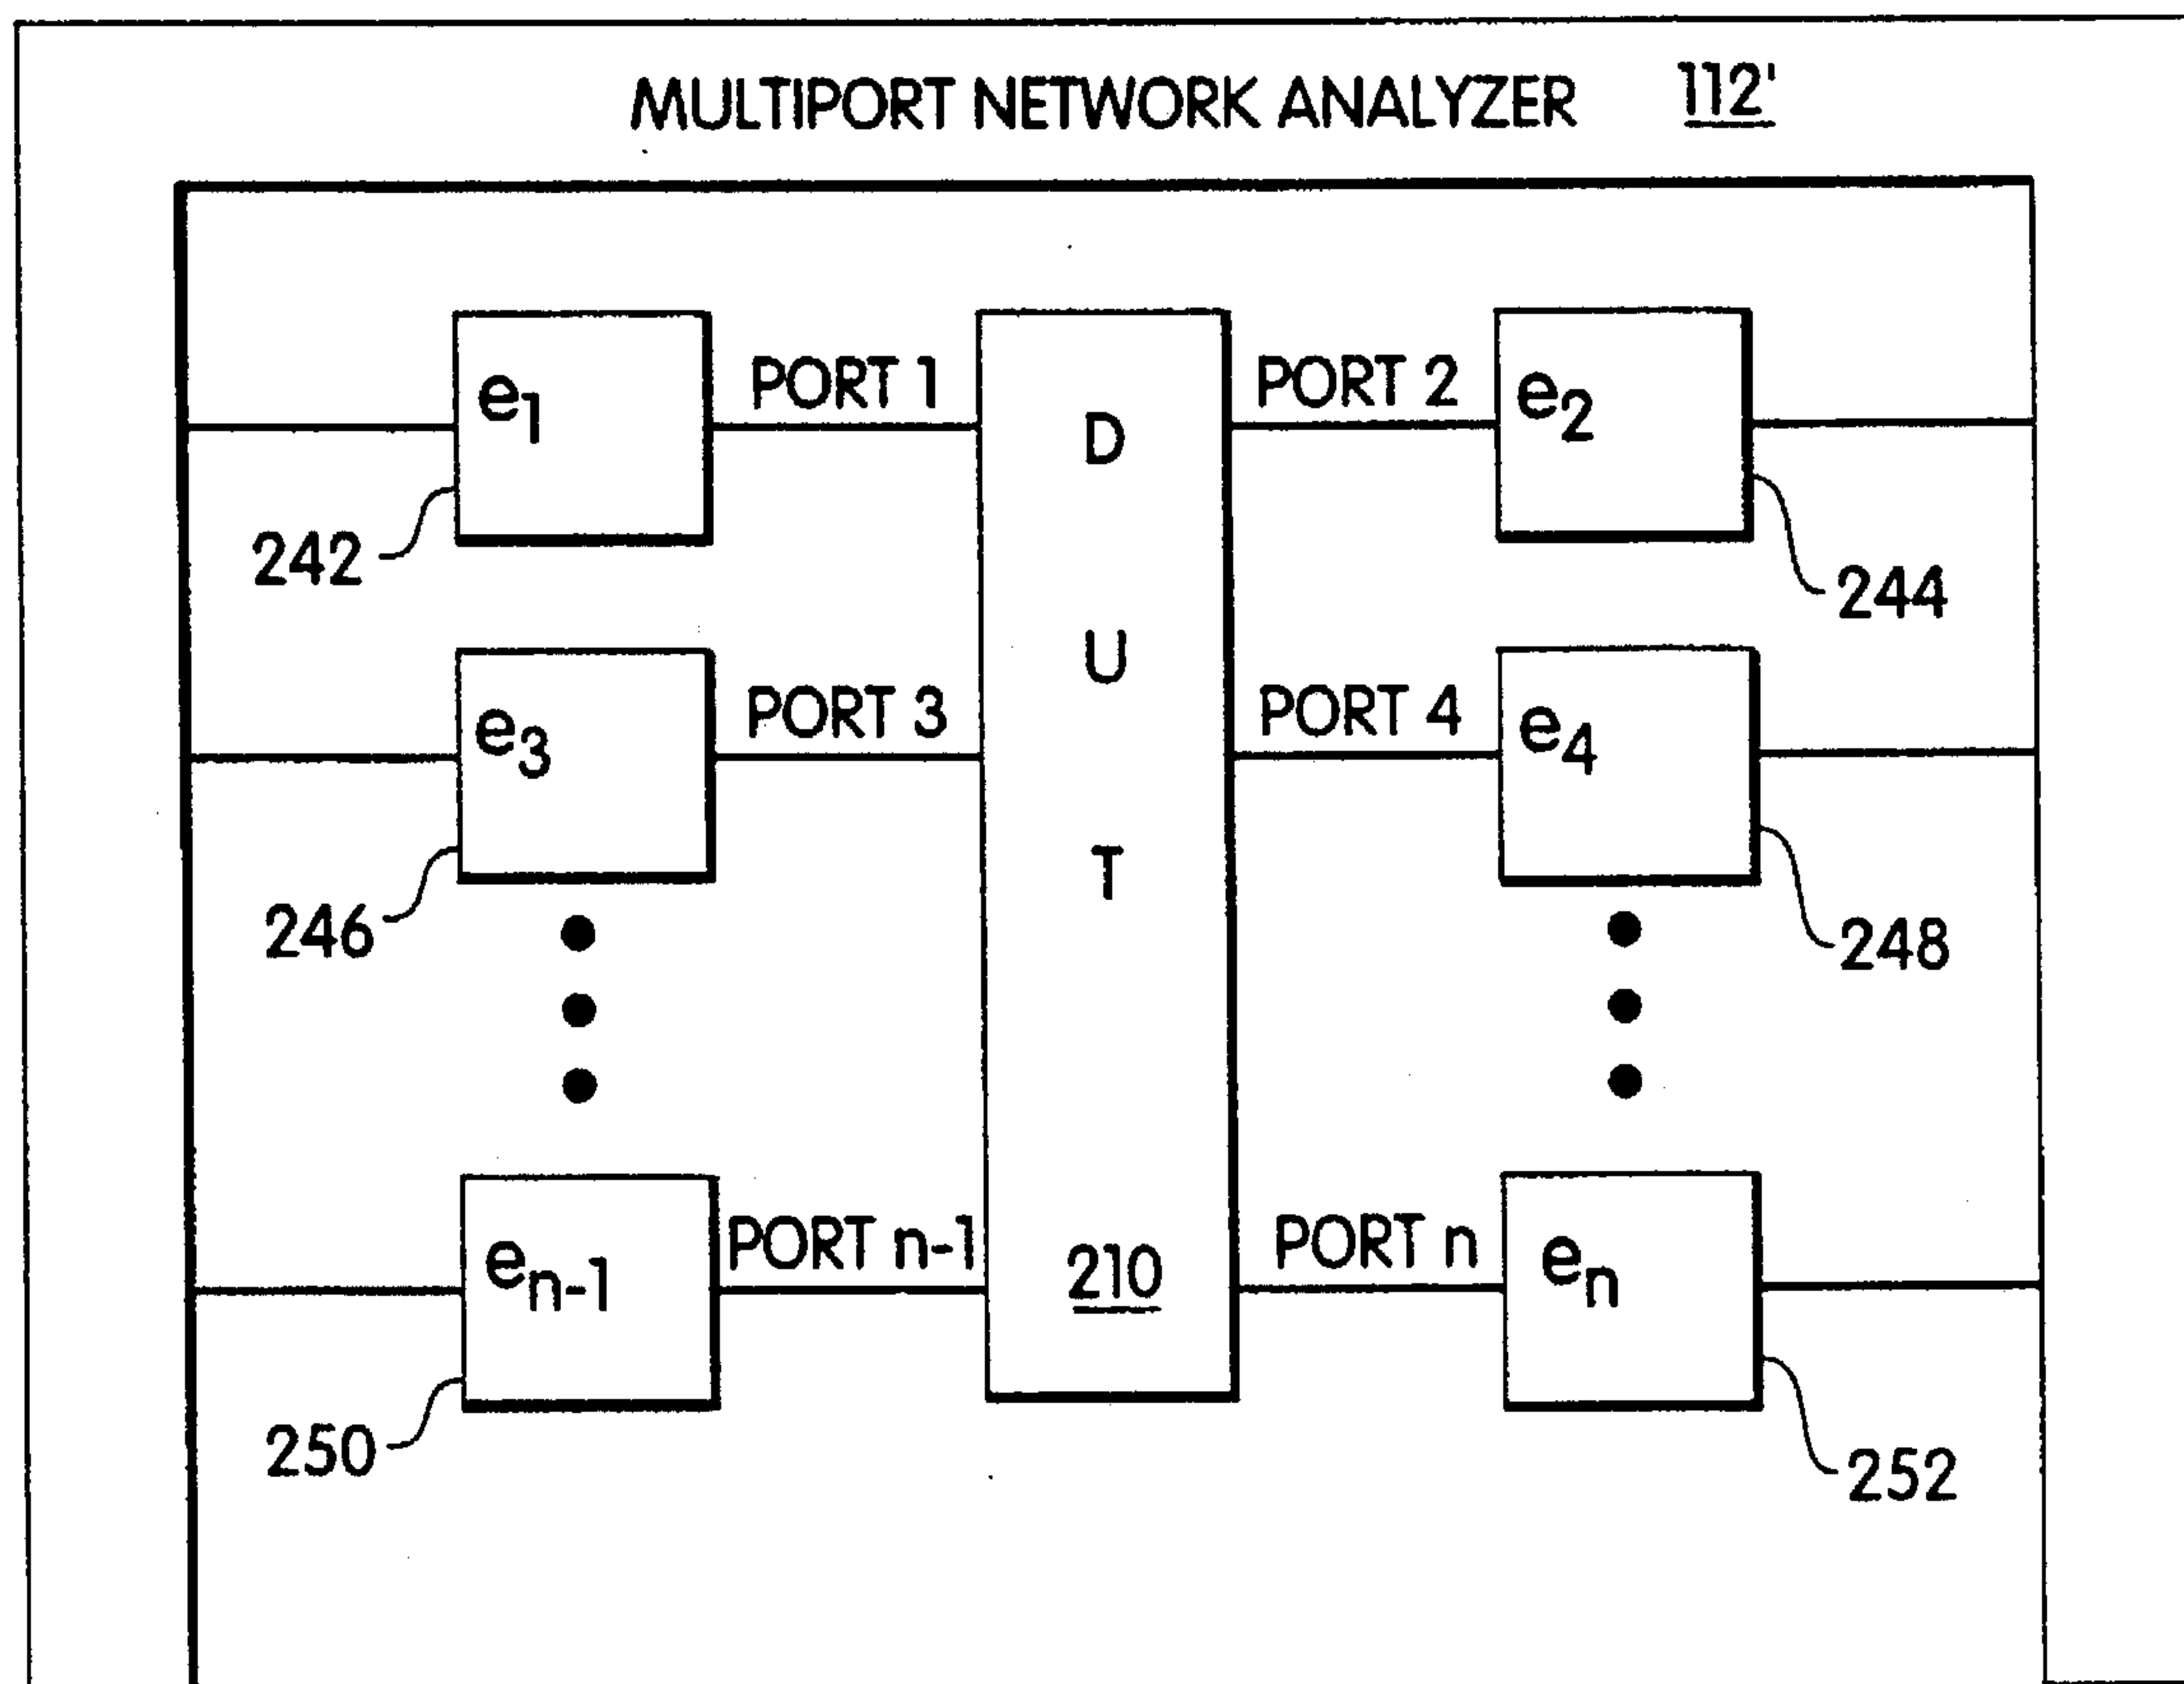 MULTIPORT NETWORK ANALYZER 112'
e1 PORT 1 D PORT 2 e2
242 244
U
e3 PORT 3 PORT 4 e4
T
246 248
en-1 PORT n-1 210 PORT n en
250 252